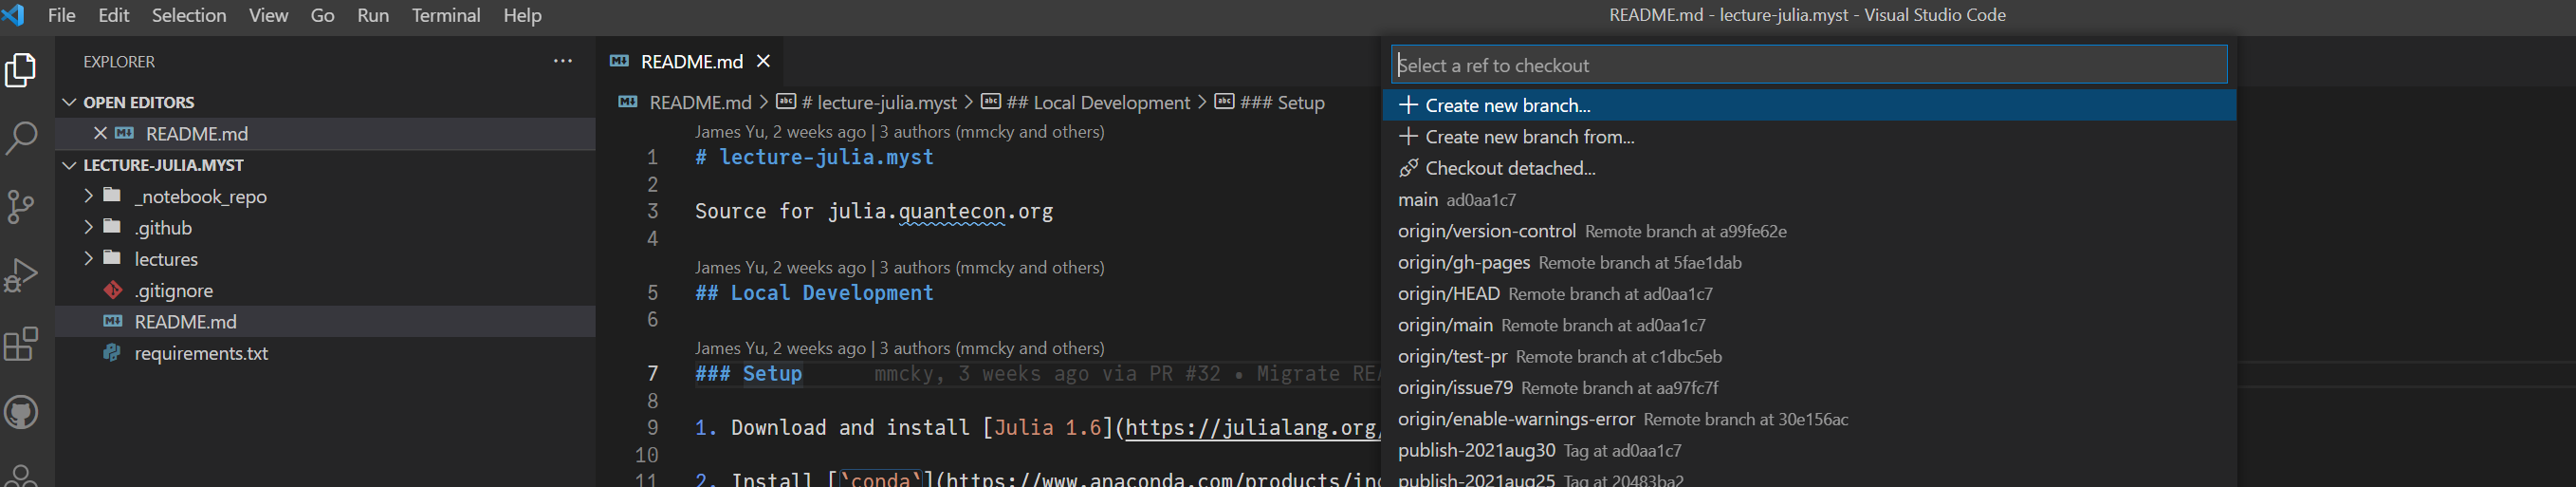 File Edit Selection View Go Run Terminal Help
README.md - lecture-julia.myst - Visual Studio Code
EXPLORER ...
OPEN EDITORS
README.md
LECTURE-JULIA.MYST
_notebook_repo
.github
lectures
.gitignore
README.md
requirements.txt
README.md
README.md > # lecture-julia.myst > ## Local Development > ### Setup
James Yu, 2 weeks ago | 3 authors (mmcky and others)
1 # lecture-julia.myst
2
3 Source for julia.quantecon.org
4
James Yu, 2 weeks ago | 3 authors (mmcky and others)
5 ## Local Development
6
James Yu, 2 weeks ago | 3 authors (mmcky and others)
7 ### Setup mmcky, 3 weeks ago via PR #32 • Migrate REA
8
9 1. Download and install [Julia 1.6](https://julialang.org/
10
11 2. Install [`conda`](https://www.anaconda.com/products/ind
Select a ref to checkout
+ Create new branch...
+ Create new branch from...
Checkout detached...
main ad0aa1c7
origin/version-control Remote branch at a99fe62e
origin/gh-pages Remote branch at 5fae1dab
origin/HEAD Remote branch at ad0aa1c7
origin/main Remote branch at ad0aa1c7
origin/test-pr Remote branch at c1dbc5eb
origin/issue79 Remote branch at aa97fc7f
origin/enable-warnings-error Remote branch at 30e156ac
publish-2021aug30 Tag at ad0aa1c7
publish-2021aug25 Tag at 20483ba2